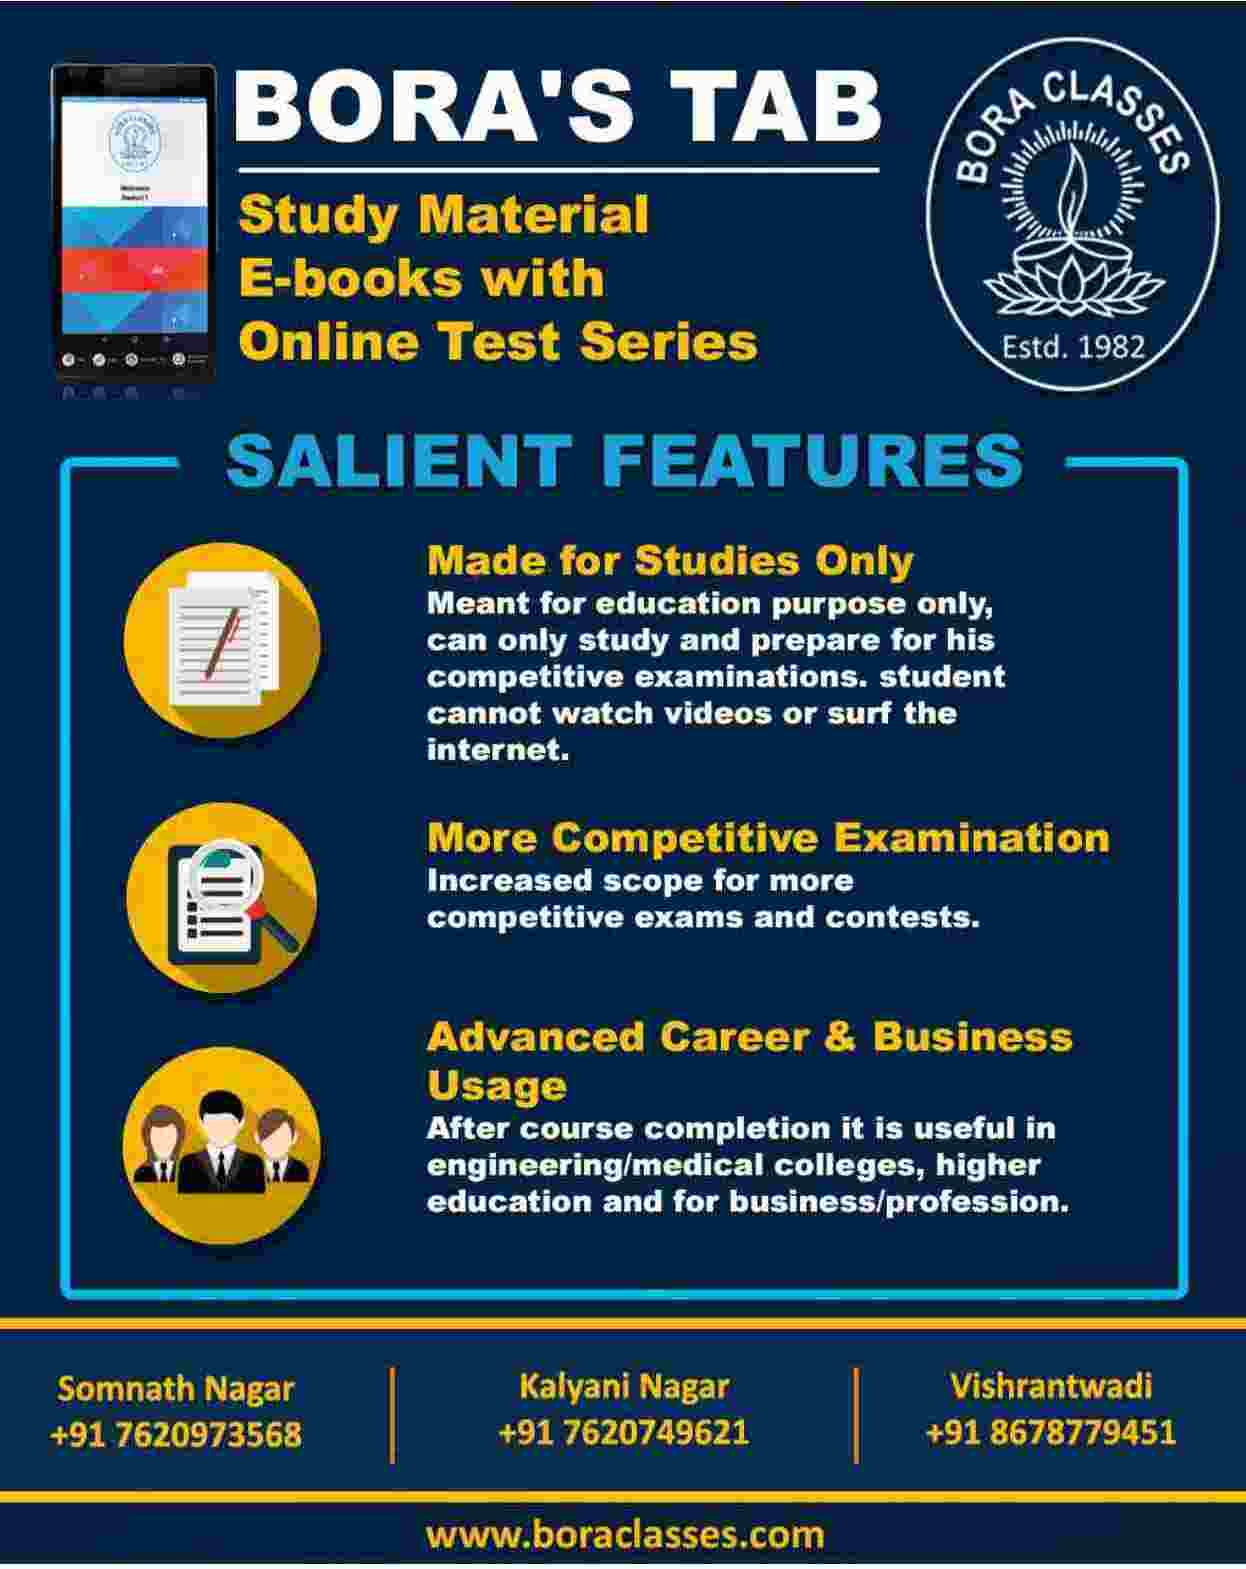 BORA'S TAB
Study Material
E-books with
Online Test Series
BORA CLASSES
Estd. 1982
SALIENT FEATURES
Made for Studies Only
Meant for education purpose only,
can only study and prepare for his
competitive examinations. student
cannot watch videos or surf the
internet.
More Competitive Examination
Increased scope for more
competitive exams and contests.
Advanced Career & Business
Usage
After course completion it is useful in
engineering/medical colleges, higher
education and for business/profession.
Somnath Nagar
+91 7620973568
Kalyani Nagar
+91 7620749621
Vishrantwadi
+91 8678779451
www.boraclasses.com